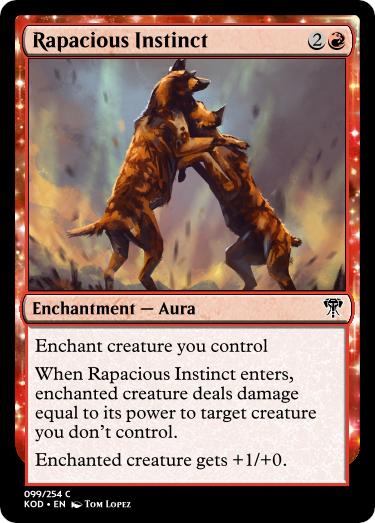 Rapacious Instinct 2
Enchantment — Aura
Enchant creature you control
When Rapacious Instinct enters,
enchanted creature deals damage
equal to its power to target creature
you don't control.
Enchanted creature gets +1/+0.
099/254 C
KOD • EN Tom Lopez